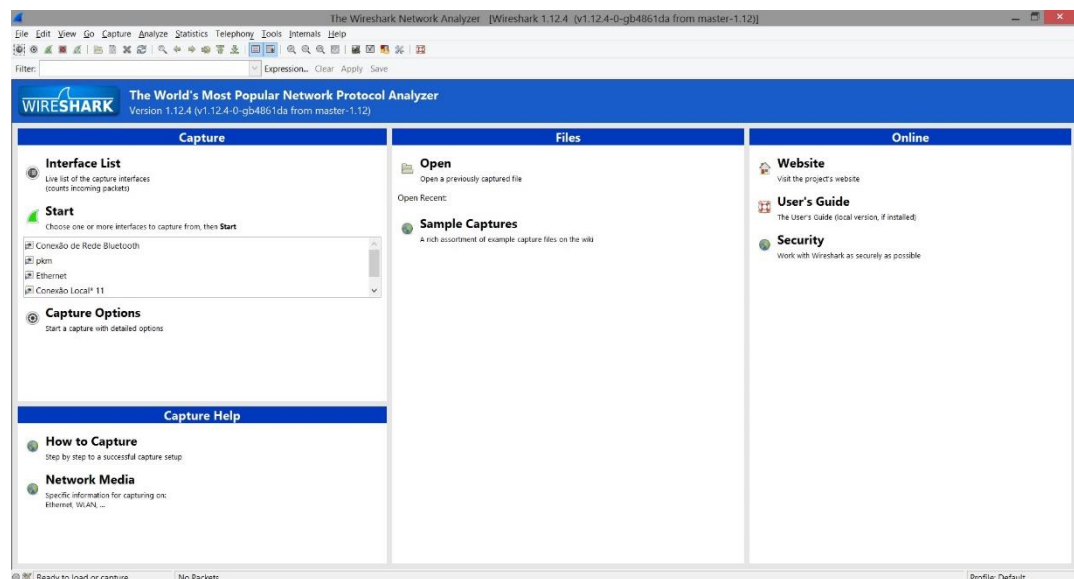 The Wireshark Network Analyzer [Wireshark 1.12.4 (v1.12.4-0-gb4861da from master-1.12)]
File Edit View Go Capture Analyze Statistics Telephony Tools Internals Help
Filter: Expression... Clear Apply Save
WIRESHARK
The World's Most Popular Network Protocol Analyzer
Version 1.12.4 (v1.12.4-0-gb4861da from master-1.12)
Capture
Interface List
Live list of the capture interfaces
(counts incoming packets)
Start
Choose one or more interfaces to capture from, then Start
Conexão de Rede Bluetooth
pkm
Ethernet
Conexão Local* 11
Capture Options
Start a capture with detailed options
Capture Help
How to Capture
Step by step to a successful capture setup
Network Media
Specific information for capturing on:
Ethernet, WLAN, ...
Files
Open
Open a previously captured file
Open Recent:
Sample Captures
A rich assortment of example capture files on the wiki
Online
Website
Visit the project's website
User's Guide
The User's Guide (local version, if installed)
Security
Work with Wireshark as securely as possible
Ready to load or capture
No Packets
Profile: Default